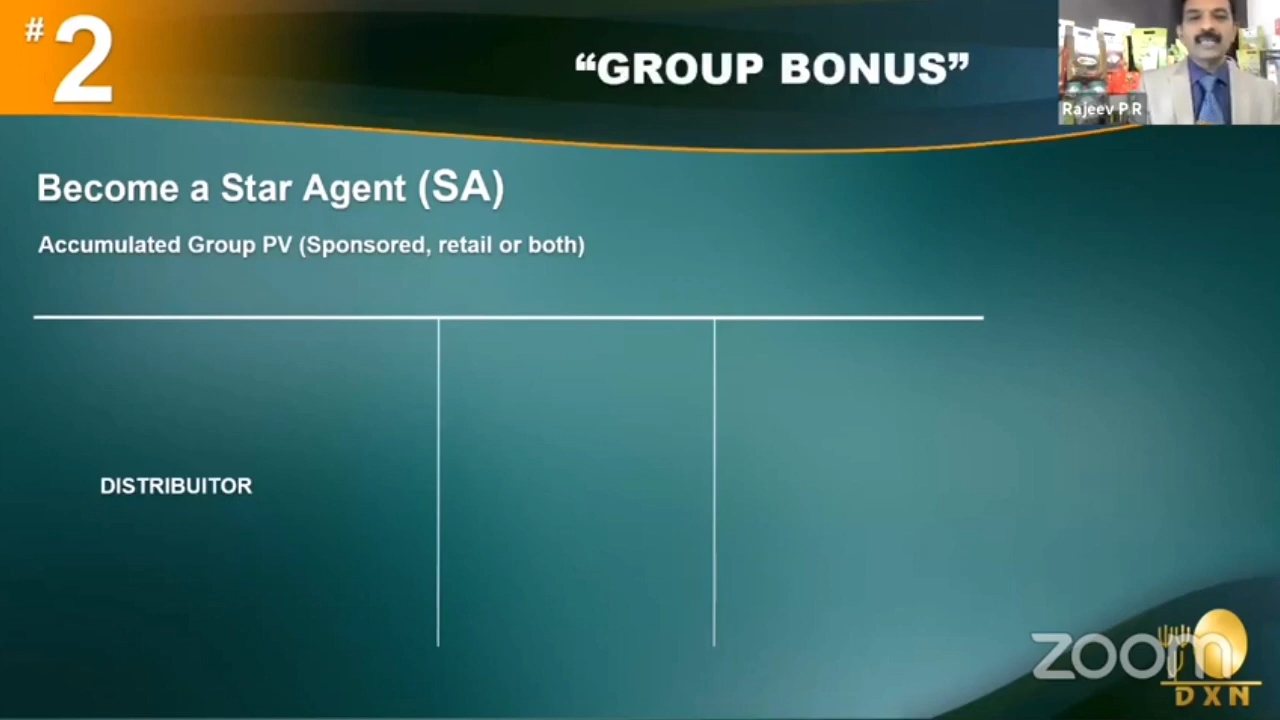 #2
“GROUP BONUS”
Rajeev P R
Become a Star Agent (SA)
Accumulated Group PV (Sponsored, retail or both)
DISTRIBUITOR
zoom
DXN